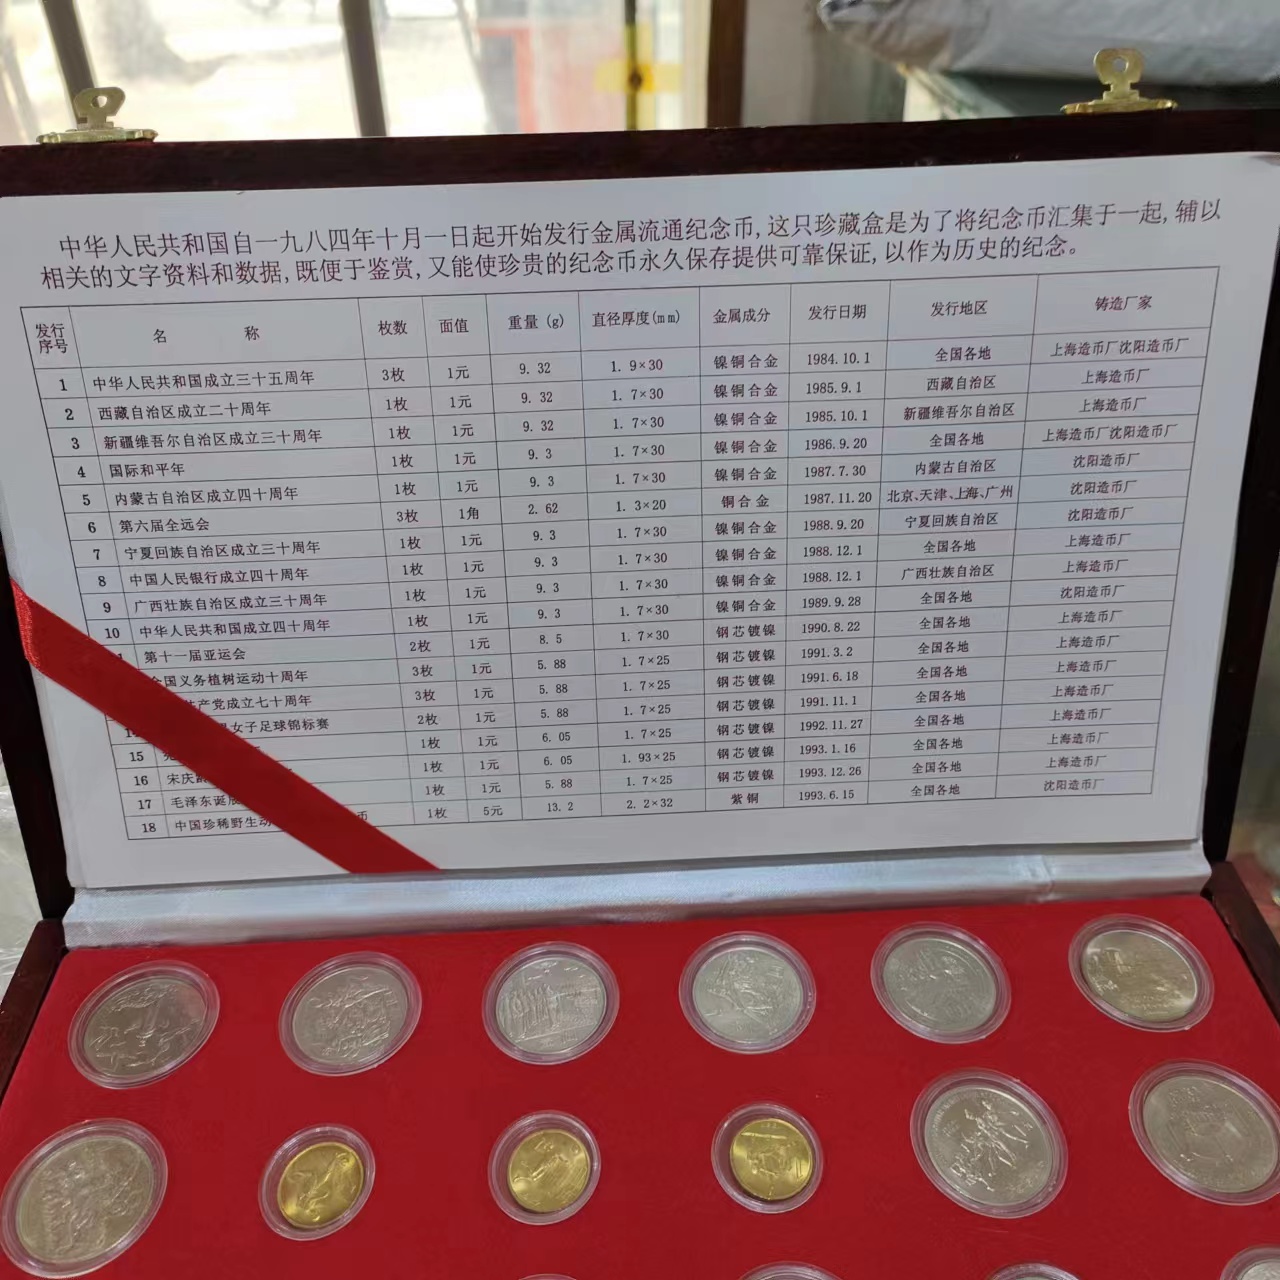 中华人民共和国自一九八四年十月一日起开始发行金属流通纪念币,这只珍藏盒是为了将纪念币汇集于一起,辅以
相关的文字资料和数据,既便于鉴赏,又能使珍贵的纪念币永久保存提供可靠保证,以作为历史的纪念。
发行序号 名称 枚数 面值 重量(g) 直径厚度(mm) 金属成分 发行日期 发行地区 铸造厂家
1 中华人民共和国成立三十五周年 3枚 1元 9.32 1.9×30 镍铜合金 1984.10.1 全国各地 上海造币厂沈阳造币厂
2 西藏自治区成立二十周年 1枚 1元 9.32 1.7×30 镍铜合金 1985.9.1 西藏自治区 上海造币厂
3 新疆维吾尔自治区成立三十周年 1枚 1元 9.32 1.7×30 镍铜合金 1985.10.1 新疆维吾尔自治区 上海造币厂
4 国际和平年 1枚 1元 9.3 1.7×30 镍铜合金 1986.9.20 全国各地 上海造币厂沈阳造币厂
5 内蒙古自治区成立四十周年 1枚 1元 9.3 1.7×30 镍铜合金 1987.7.30 内蒙古自治区 沈阳造币厂
6 第六届全远会 3枚 1角 2.62 1.3×20 铜合金 1987.11.20 北京、天津、上海、广州 沈阳造币厂
7 宁夏回族自治区成立三十周年 1枚 1元 9.3 1.7×30 镍铜合金 1988.9.20 宁夏回族自治区 沈阳造币厂
8 中国人民银行成立四十周年 1枚 1元 9.3 1.7×30 镍铜合金 1988.12.1 全国各地 上海造币厂
9 广西壮族自治区成立三十周年 1枚 1元 9.3 1.7×30 镍铜合金 1988.12.1 广西壮族自治区 上海造币厂
10 中华人民共和国成立四十周年 1枚 1元 9.3 1.7×30 镍铜合金 1989.9.28 全国各地 沈阳造币厂
第十一届亚运会 2枚 1元 8.5 1.7×30 钢芯镀镍 1990.8.22 全国各地 上海造币厂
全国义务植树运动十周年 3枚 1元 5.88 1.7×25 钢芯镀镍 1991.3.2 全国各地 上海造币厂
产党成立七十周年 3枚 1元 5.88 1.7×25 钢芯镀镍 1991.6.18 全国各地 上海造币厂
女子足球锦标赛 2枚 1元 5.88 1.7×25 钢芯镀镍 1991.11.1 全国各地 上海造币厂
15 1枚 1元 6.05 1.7×25 钢芯镀镍 1992.11.27 全国各地 上海造币厂
16 宋庆 1枚 1元 6.05 1.93×25 钢芯镀镍 1993.1.16 全国各地 上海造币厂
17 毛泽东诞 1枚 1元 5.88 1.7×25 钢芯镀镍 1993.12.26 全国各地 上海造币厂
18 中国珍稀野生 币 1枚 5元 13.2 2.2×32 紫铜 1993.6.15 全国各地 沈阳造币厂